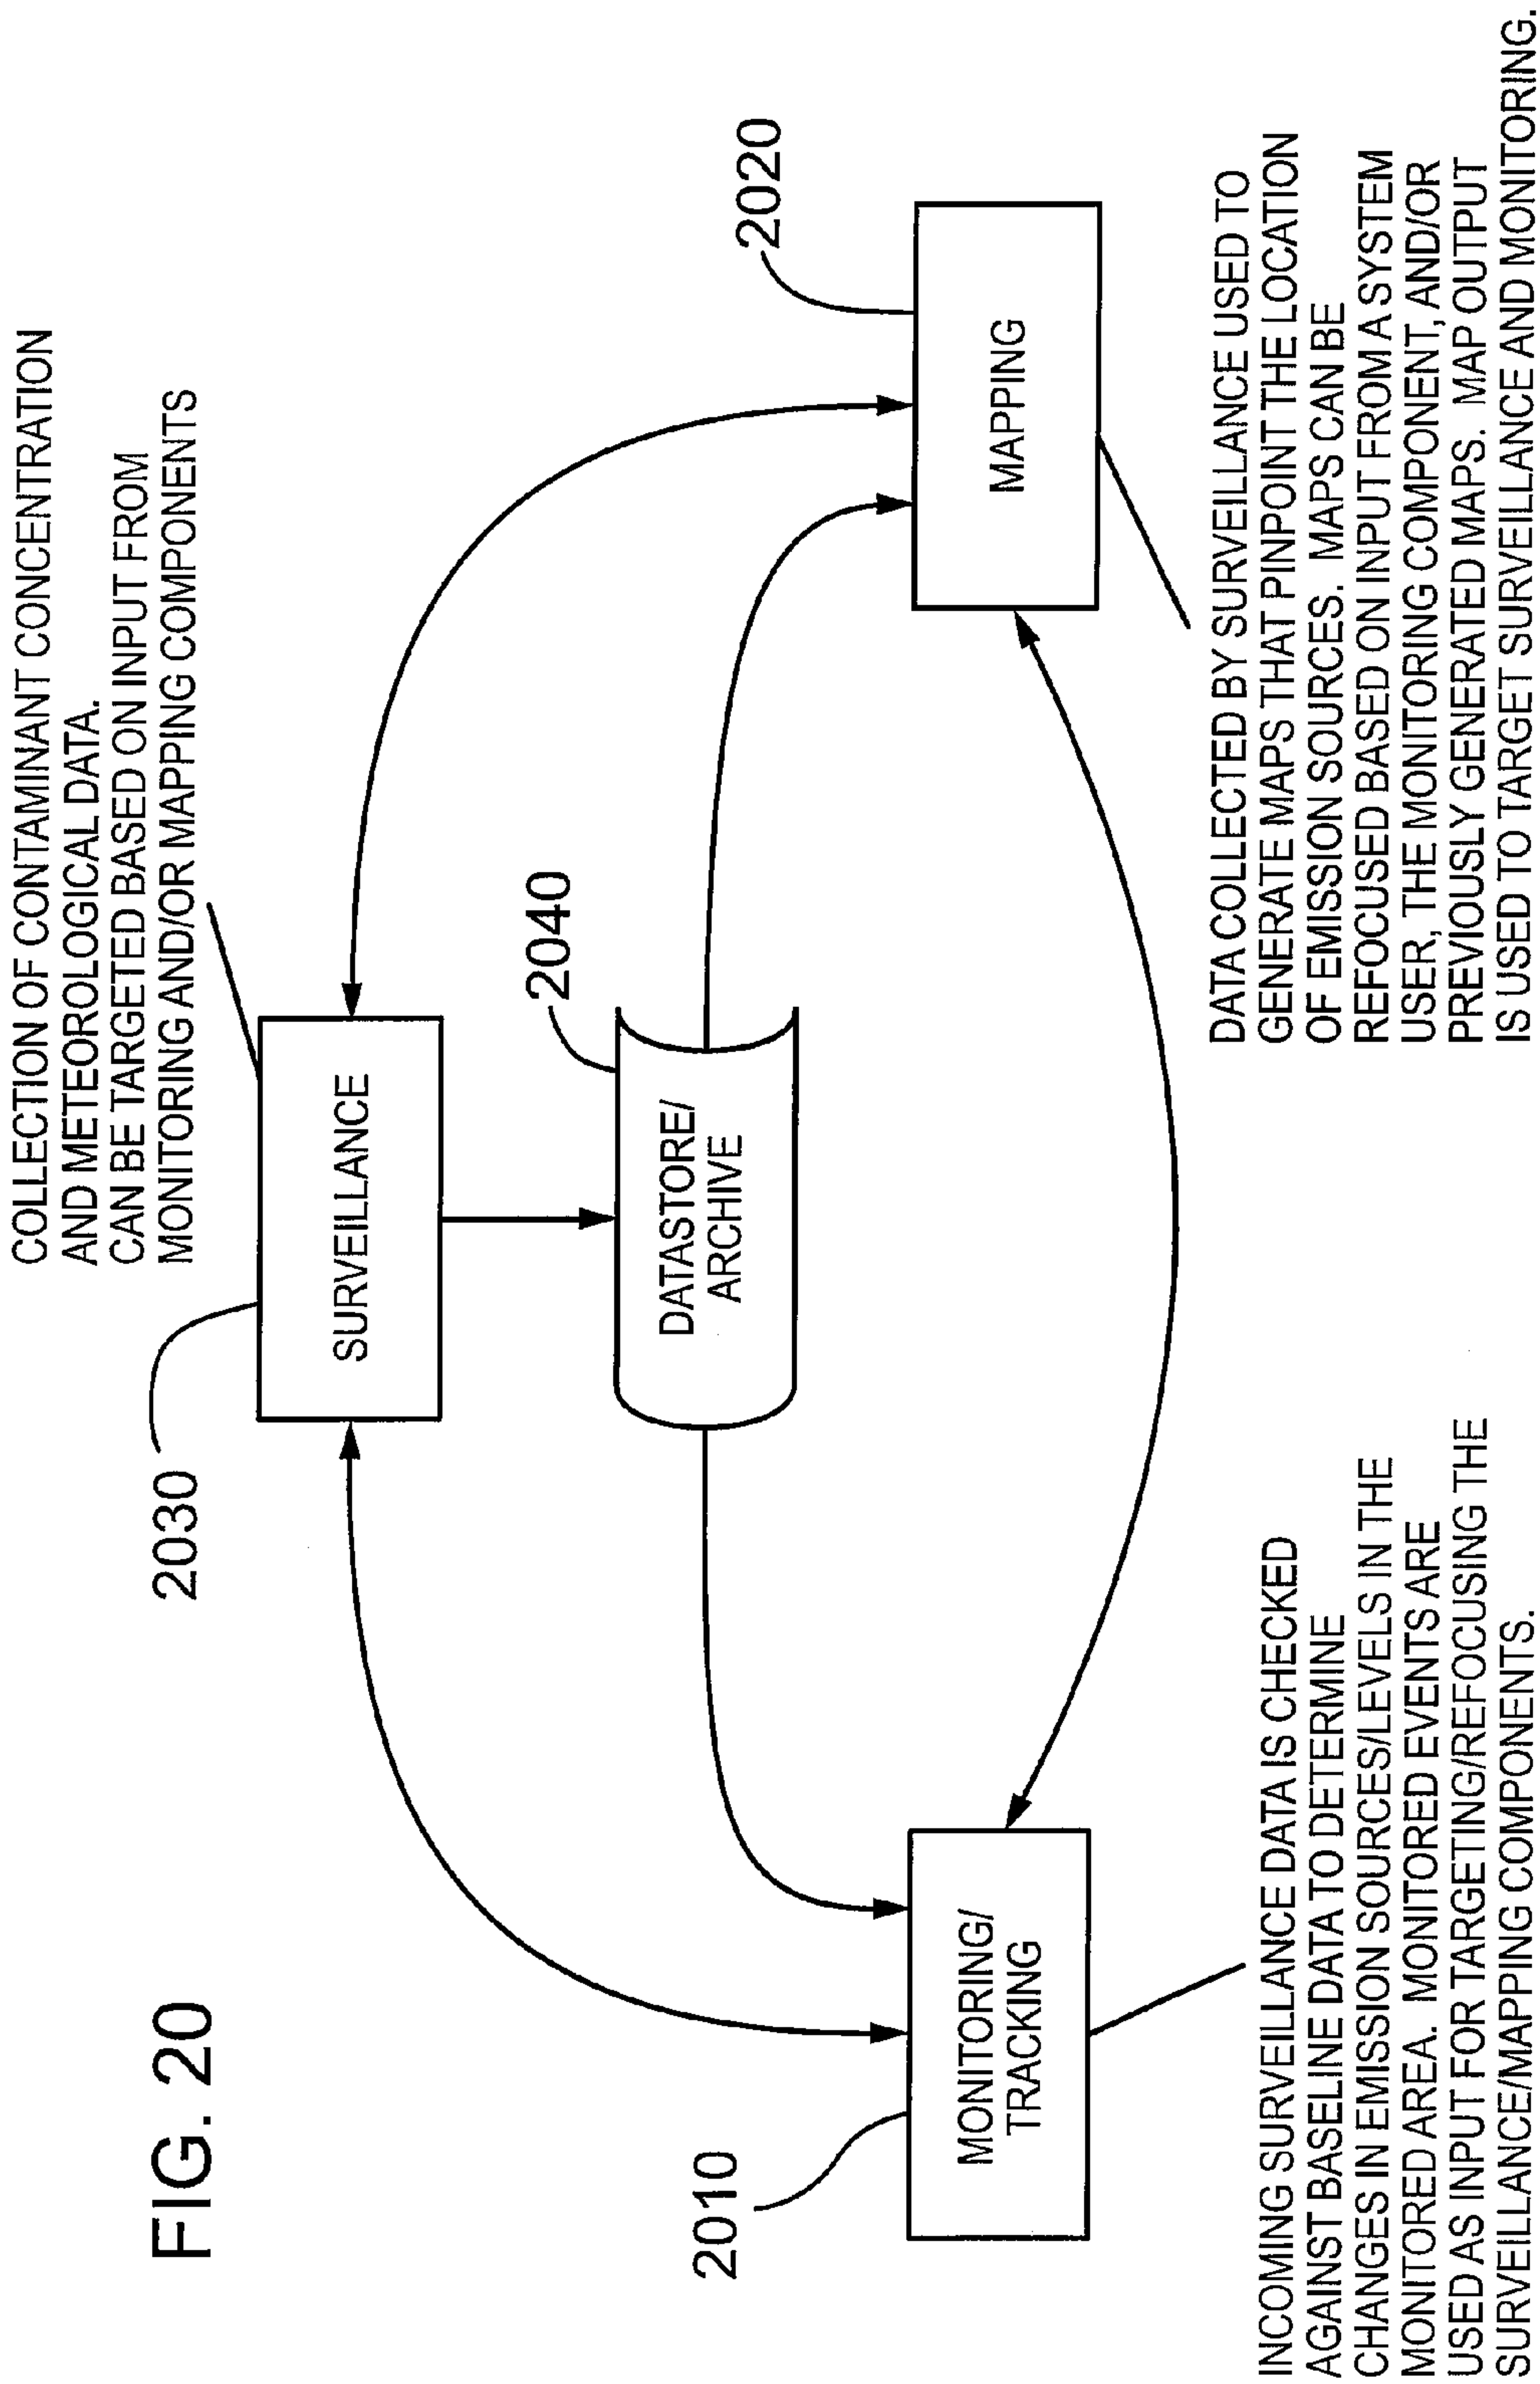 FIG. 20
COLLECTION OF CONTAMINANT CONCENTRATION
AND METEOROLOGICAL DATA.
CAN BE TARGETED BASED ON INPUT FROM
MONITORING AND/OR MAPPING COMPONENTS
2030
SURVEILLANCE
2040
DATASTORE/
ARCHIVE
2010
MONITORING/
TRACKING
2020
MAPPING
INCOMING SURVEILLANCE DATA IS CHECKED
AGAINST BASELINE DATA TO DETERMINE
CHANGES IN EMISSION SOURCES/LEVELS IN THE
MONITORED AREA. MONITORED EVENTS ARE
USED AS INPUT FOR TARGETING/REFOCUSING THE
SURVEILLANCE/MAPPING COMPONENTS.
DATA COLLECTED BY SURVEILLANCE USED TO
GENERATE MAPS THAT PINPOINT THE LOCATION
OF EMISSION SOURCES. MAPS CAN BE
REFOCUSED BASED ON INPUT FROM A SYSTEM
USER, THE MONITORING COMPONENT, AND/OR
PREVIOUSLY GENERATED MAPS. MAP OUTPUT
IS USED TO TARGET SURVEILLANCE AND MONITORING.